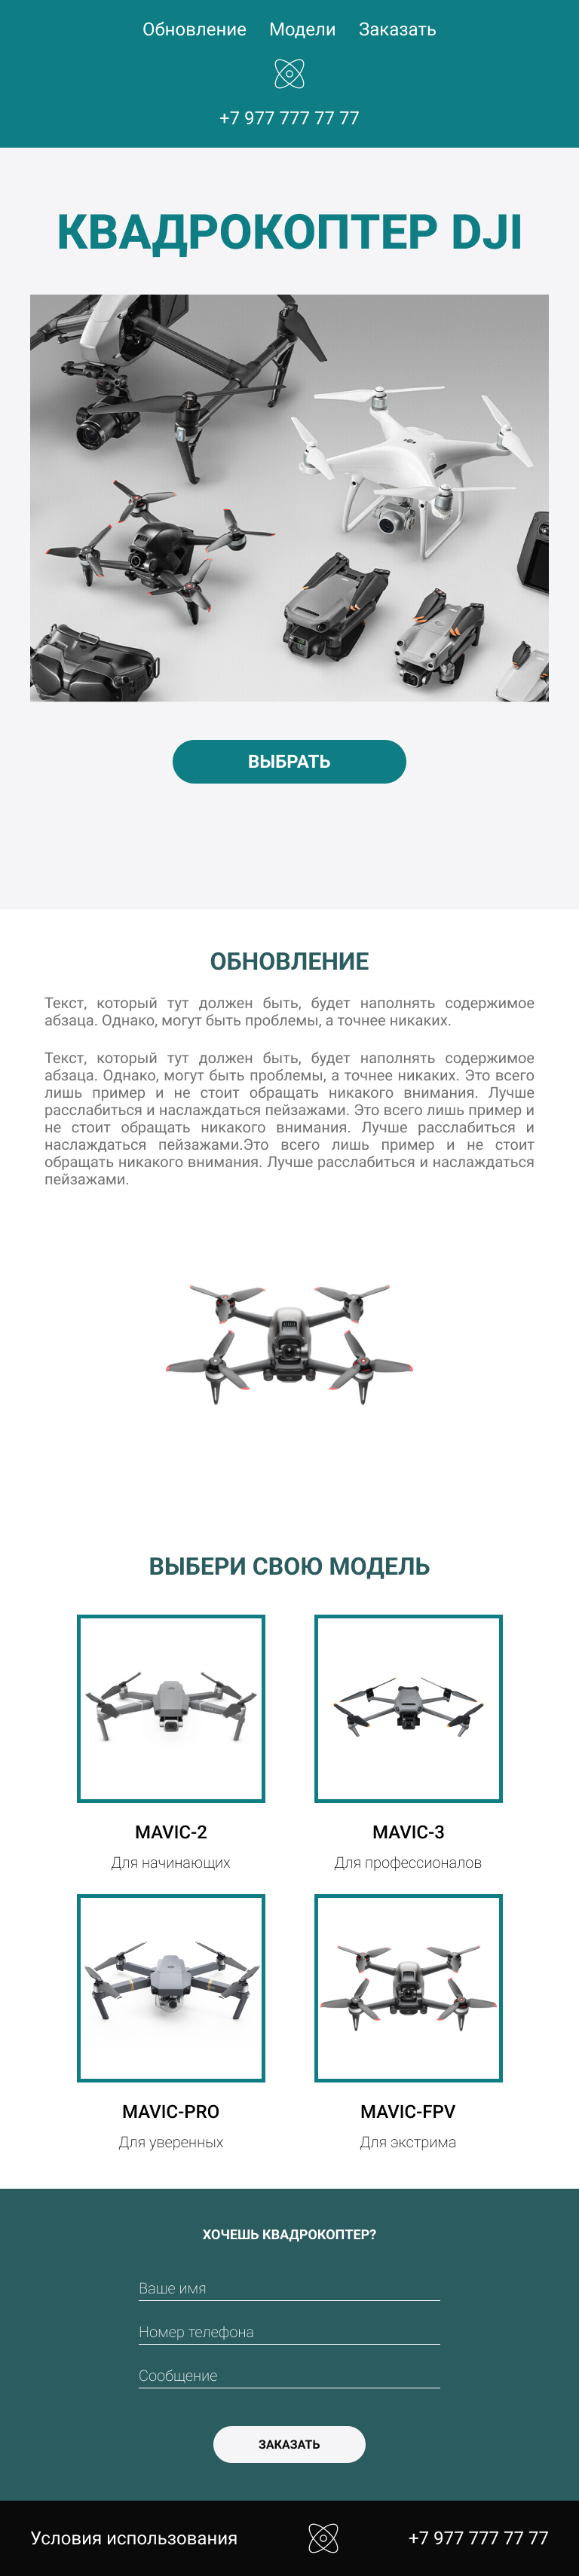 Обновление Модели Заказать
+7 977 777 77 77
КВАДРОКОПТЕР DJI
ВЫБРАТЬ
ОБНОВЛЕНИЕ
Текст, который тут должен быть, будет наполнять содержимое
абзаца. Однако, могут быть проблемы, а точнее никаких.
Текст, который тут должен быть, будет наполнять содержимое
абзаца. Однако, могут быть проблемы, а точнее никаких. Это всего
лишь пример и не стоит обращать никакого внимания. Лучше
расслабиться и наслаждаться пейзажами. Это всего лишь пример и
не стоит обращать никакого внимания. Лучше расслабиться и
наслаждаться пейзажами.Это всего лишь пример и не стоит
обращать никакого внимания. Лучше расслабиться и наслаждаться
пейзажами.
ВЫБЕРИ СВОЮ МОДЕЛЬ
MAVIC-2
Для начинающих
MAVIC-3
Для профессионалов
MAVIC-PRO
Для уверенных
MAVIC-FPV
Для экстрима
ХОЧЕШЬ КВАДРОКОПТЕР?
Ваше имя
Номер телефона
Сообщение
ЗАКАЗАТЬ
Условия использования
+7 977 777 77 77